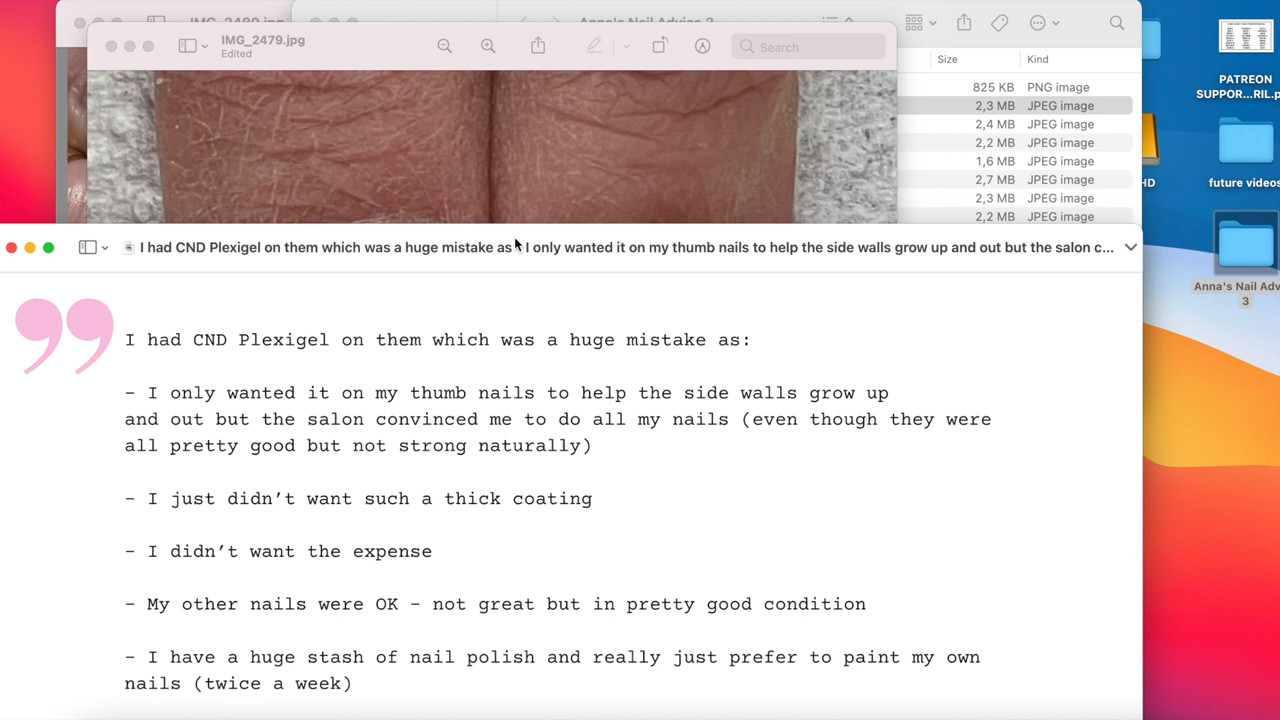 IMG_2480.jpg
Anna's Nail Advice 3
IMG_2479.jpg
Edited
Search
Size
Kind
825 KB PNG image
2,3 MB JPEG image
2,4 MB JPEG image
2,2 MB JPEG image
1,6 MB JPEG image
2,7 MB JPEG image
2,3 MB JPEG image
2,2 MB JPEG image
PATREON
SUPPOR...RIL.p
HD
future videos
Anna's Nail Adv
3
I had CND Plexigel on them which was a huge mistake as- I only wanted it on my thumb nails to help the side walls grow up and out but the salon c...
”
I had CND Plexigel on them which was a huge mistake as:
- I only wanted it on my thumb nails to help the side walls grow up
and out but the salon convinced me to do all my nails (even though they were
all pretty good but not strong naturally)
- I just didn’t want such a thick coating
- I didn’t want the expense
- My other nails were OK - not great but in pretty good condition
- I have a huge stash of nail polish and really just prefer to paint my own
nails (twice a week)